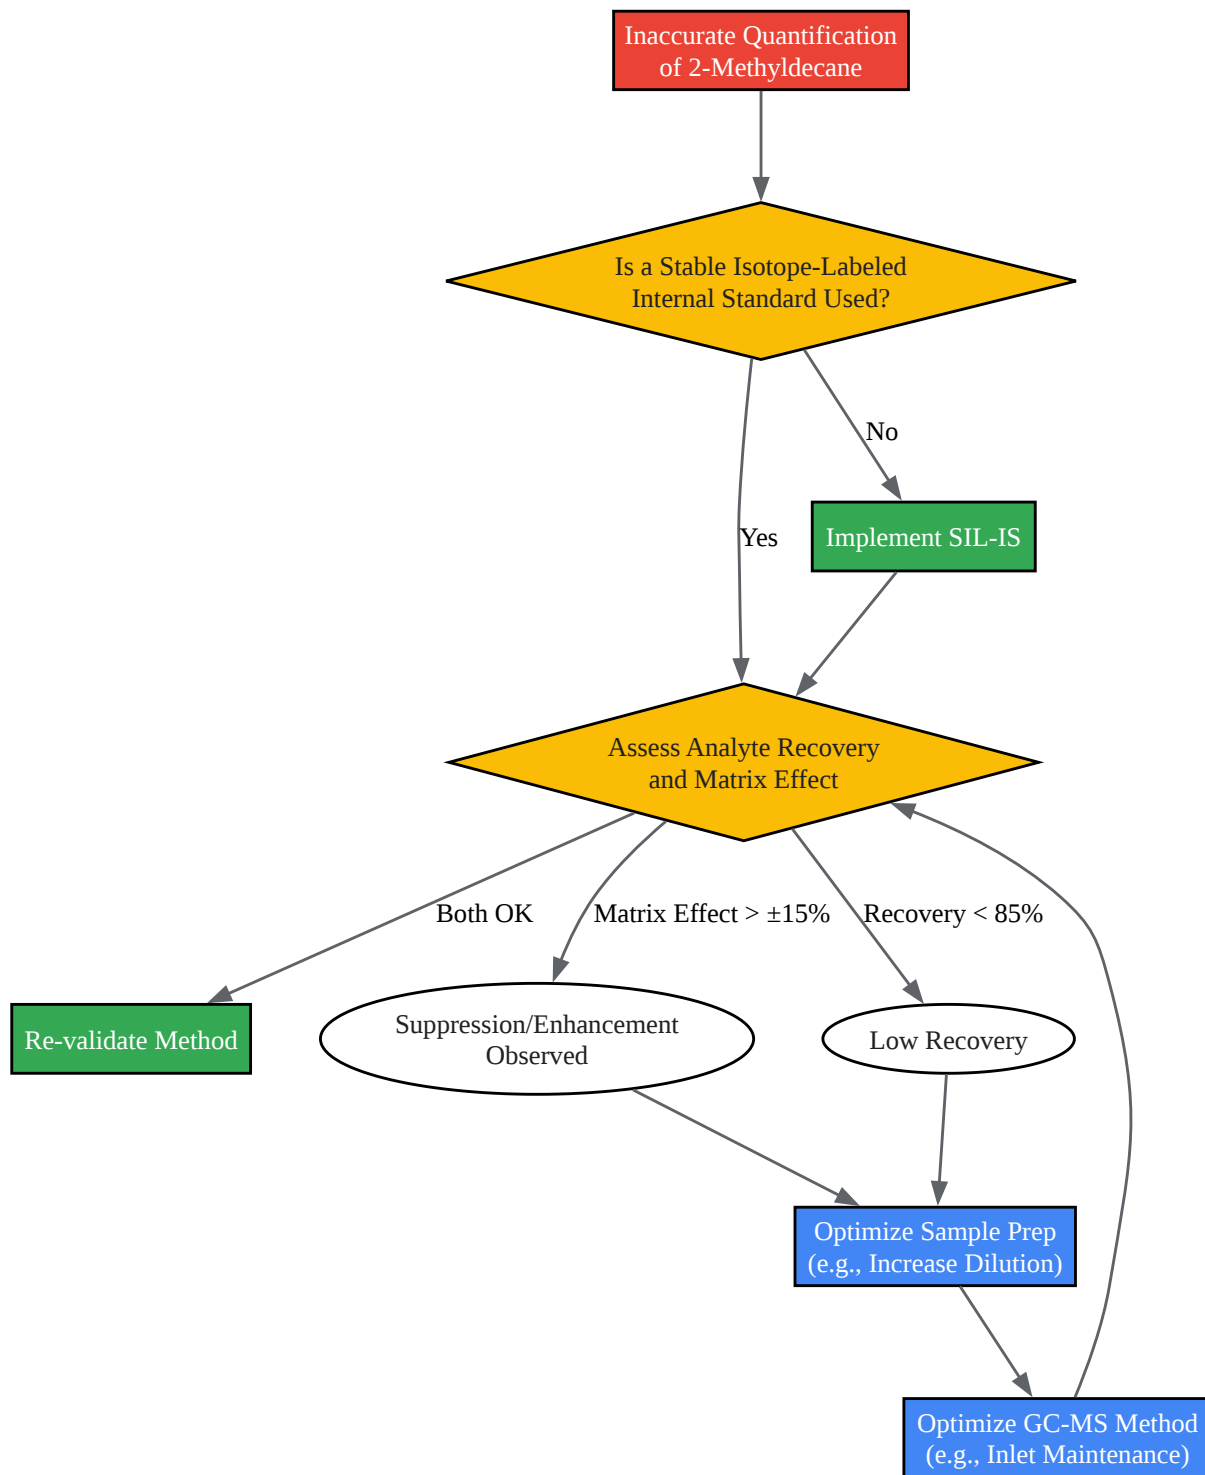 Inaccurate Quantification
of 2-Methyldecane
Is a Stable Isotope-Labeled
Internal Standard Used?
No
Yes
Implement SIL-IS
Assess Analyte Recovery
and Matrix Effect
Both OK
Matrix Effect > ±15%
Recovery < 85%
Re-validate Method
Suppression/Enhancement
Observed
Low Recovery
Optimize Sample Prep
(e.g., Increase Dilution)
Optimize GC-MS Method
(e.g., Inlet Maintenance)